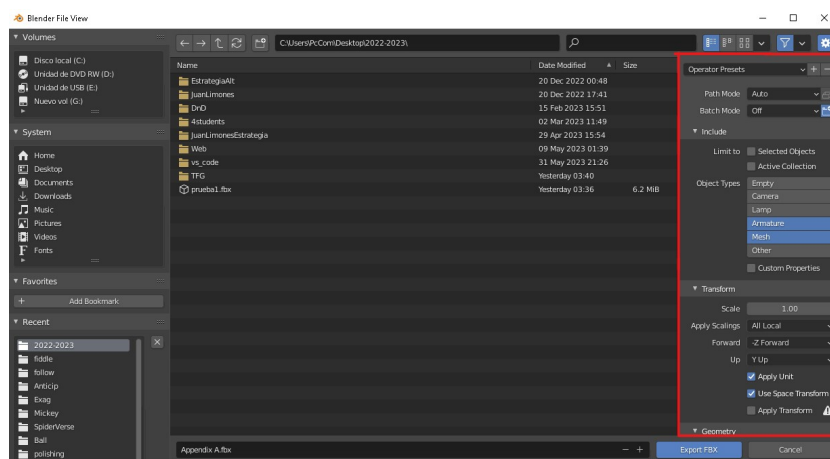 Blender File View
Volumes
Disco local (C:)
Unidad de DVD RW (D:)
Unidad de USB (E:)
Nuevo vol (G:)
System
Home
Desktop
Documents
Downloads
Music
Pictures
Videos
Fonts
Favorites
Add Bookmark
Recent
2022-2023
fiddle
follow
Anticip
Exag
Mickey
SpiderVerse
Ball
polishing
C:\Users\PcCom\Desktop\2022-2023\
Name Date Modified Size
EstrategiaAlt 20 Dec 2022 00:48
JuanLimones 20 Dec 2022 17:41
DnD 15 Feb 2023 15:51
4students 02 Mar 2023 11:49
JuanLimonesEstrategia 29 Apr 2023 15:54
Web 09 May 2023 01:39
vs_code 31 May 2023 21:26
TFG Yesterday 03:40
prueba1.fbx Yesterday 03:36 6.2 MiB
Appendix A.fbx
Operator Presets
Path Mode Auto
Batch Mode Off
Include
Limit to Selected Objects
Active Collection
Object Types Empty
Camera
Lamp
Armature
Mesh
Other
Custom Properties
Transform
Scale 1.00
Apply Scalings All Local
Forward -Z Forward
Up Y Up
Apply Unit
Use Space Transform
Apply Transform
Geometry
Export FBX Cancel